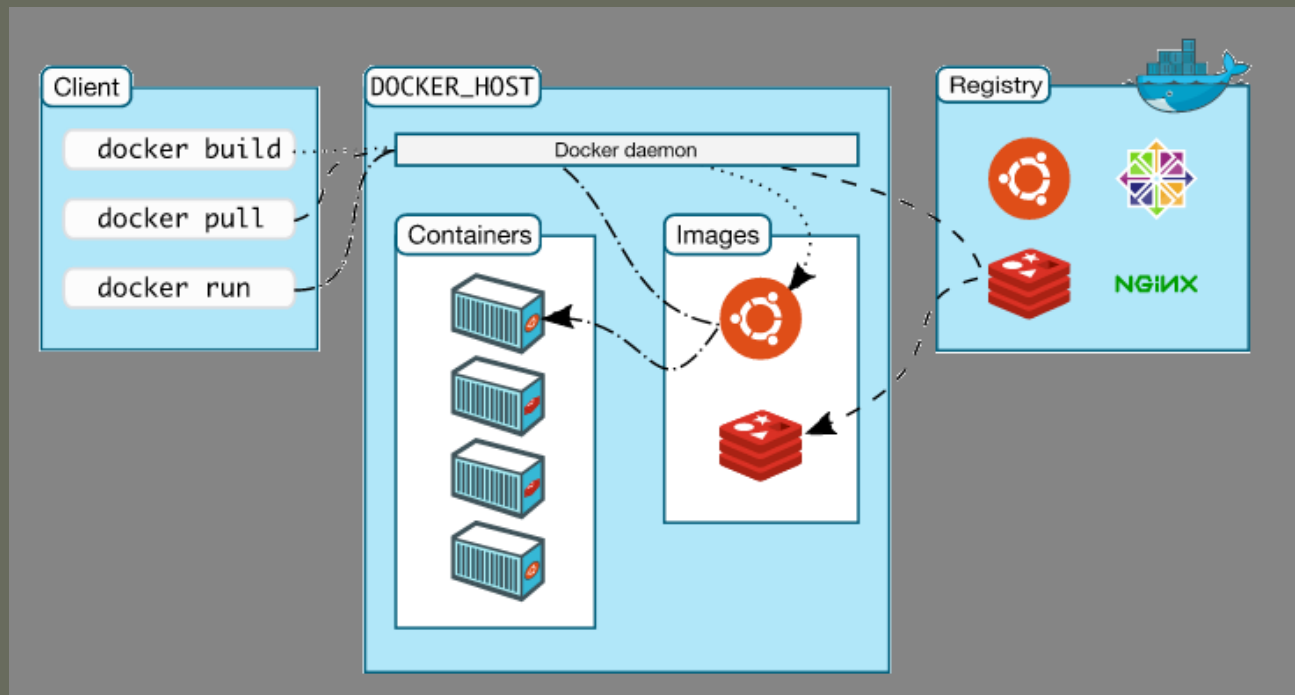 Client
docker build
docker pull
docker run
DOCKER_HOST
Docker daemon
Containers
Images
Registry
NGINX